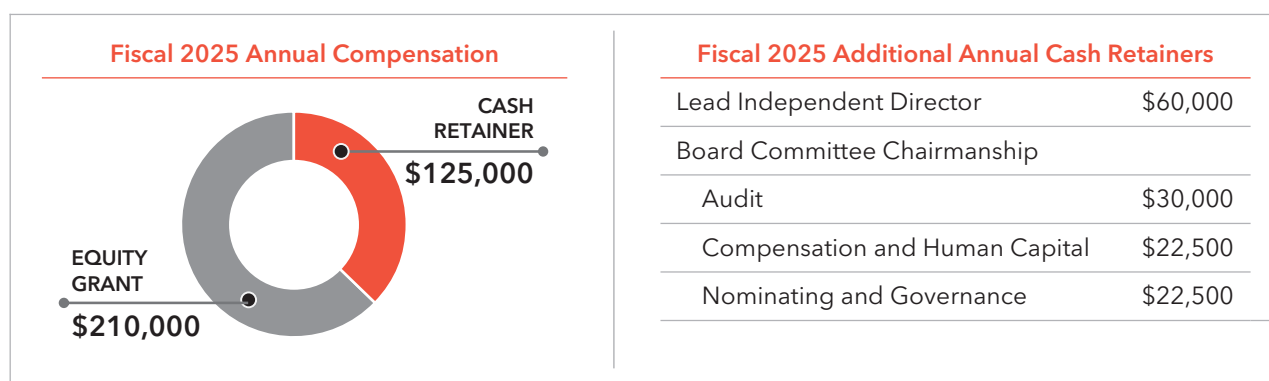 Fiscal 2025 Annual Compensation
CASH
RETAINER
$125,000
EQUITY
GRANT
$210,000
Fiscal 2025 Additional Annual Cash Retainers
Lead Independent Director $60,000
Board Committee Chairmanship
Audit $30,000
Compensation and Human Capital $22,500
Nominating and Governance $22,500